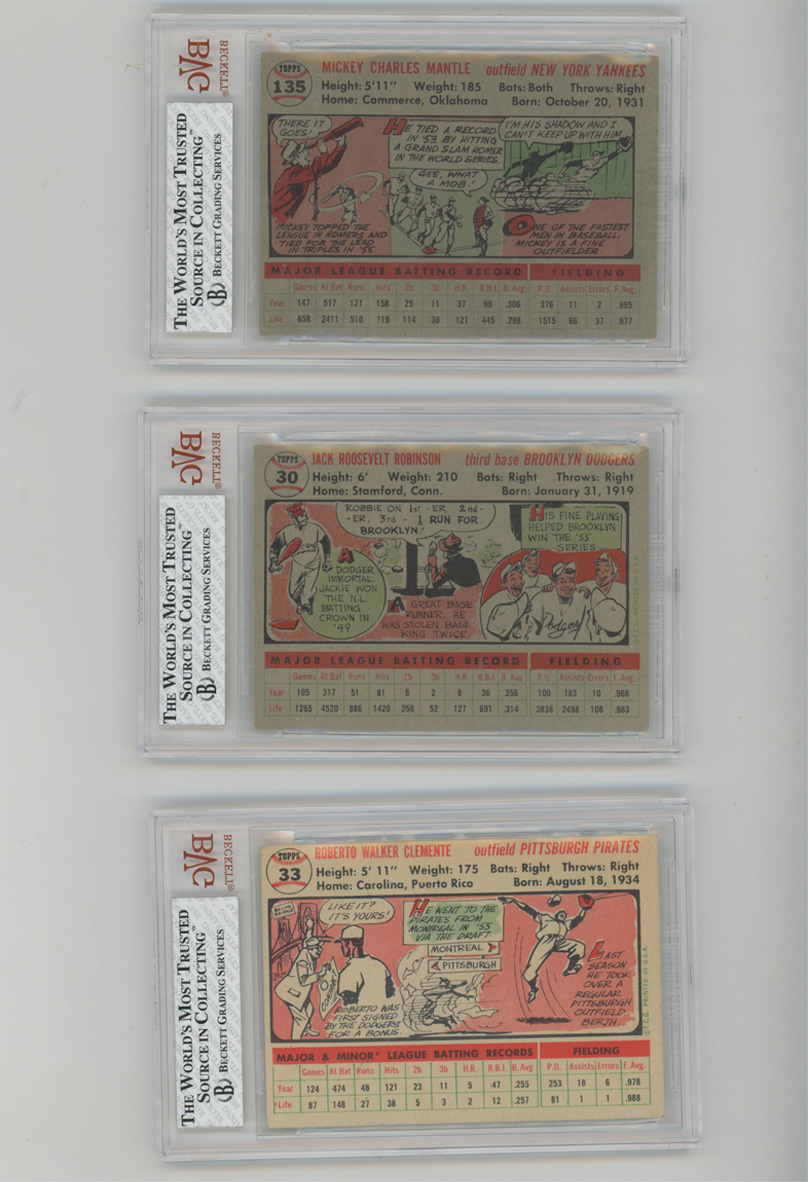 BECKETT®
BVG
THE WORLD'S MOST TRUSTED
SOURCE IN COLLECTING™
BECKETT GRADING SERVICES
B
TOPPS
135
MICKEY CHARLES MANTLE outfield NEW YORK YANKEES
Height: 5'11" Weight: 185 Bats: Both Throws: Right
Home: Commerce, Oklahoma Born: October 20, 1931
THERE IT
GOES!
MICKEY TOPPED THE
LEAGUE IN HOMERS AND
TIED FOR THE LEAD
IN TRIPLES IN '55.
HE TIED A RECORD
IN '53 BY HITTING
A GRAND SLAM HOMER
IN THE WORLD SERIES.
GEE, WHAT
A MOB!
I'M HIS SHADOW AND I
CAN'T KEEP UP WITH HIM
ONE OF THE FASTEST
MEN IN BASEBALL,
MICKEY IS A FINE
OUTFIELDER.
MAJOR LEAGUE BATTING RECORD FIELDING
Games At Bat Runs Hits 2b 3b H.R. R.B.I. B. Avg. P.O. Assists Errors F. Avg.
Year 147 517 121 158 25 11 37 99 .306 376 11 2 .995
Life 658 2411 510 719 114 38 121 445 .298 1515 66 37 .977
BECKETT®
BVG
THE WORLD'S MOST TRUSTED
SOURCE IN COLLECTING™
BECKETT GRADING SERVICES
B
TOPPS
30
JACK ROOSEVELT ROBINSON third base BROOKLYN DODGERS
Height: 6' Weight: 210 Bats: Right Throws: Right
Home: Stamford, Conn. Born: January 31, 1919
A
DODGER
IMMORTAL.
JACKIE WON
THE N.L.
BATTING
CROWN IN
'49
ROBBIE ON 1st -ER, 2nd-
-ER, 3rd - 1 RUN FOR
BROOKLYN!
A GREAT BASE
RUNNER, HE
WAS STOLEN BASE
KING TWICE.
HIS FINE PLAYING
HELPED BROOKLYN
WIN THE '55
SERIES
Dodgers
©T.C.G. PRINTED IN U.S.A.
MAJOR LEAGUE BATTING RECORD FIELDING
Games At Bat Runs Hits 2b 3b H.R. R.B.I. B. Avg. P.O. Assists Errors F. Avg.
Year 105 317 51 81 6 2 8 36 .256 100 183 10 .966
Life 1265 4520 886 1420 258 52 127 691 .314 3836 2498 108 .983
BECKETT®
BVG
THE WORLD'S MOST TRUSTED
SOURCE IN COLLECTING™
BECKETT GRADING SERVICES
B
TOPPS
33
ROBERTO WALKER CLEMENTE outfield PITTSBURGH PIRATES
Height: 5' 11" Weight: 175 Bats: Right Throws: Right
Home: Carolina, Puerto Rico Born: August 18, 1934
LIKE IT?
IT'S YOURS!
ROBERTO WAS
FIRST SIGNED
BY THE DODGERS
FOR A BONUS.
HE WENT TO THE
PIRATES FROM
MONTREAL IN '55
VIA THE DRAFT
MONTREAL
PITTSBURGH
LAST
SEASON
HE TOOK
OVER A
REGULAR
PITTSBURGH
OUTFIELD
BERTH.
©T.C.G. PRINTED IN U.S.A.
MAJOR & MINOR* LEAGUE BATTING RECORDS FIELDING
Games At Bat Runs Hits 2b 3b H.R. R.B.I. B. Avg P.O. Assists Errors F. Avg.
Year 124 474 48 121 23 11 5 47 .255 253 18 6 .978
*Life 87 148 27 38 5 3 2 12 .257 81 1 1 .988